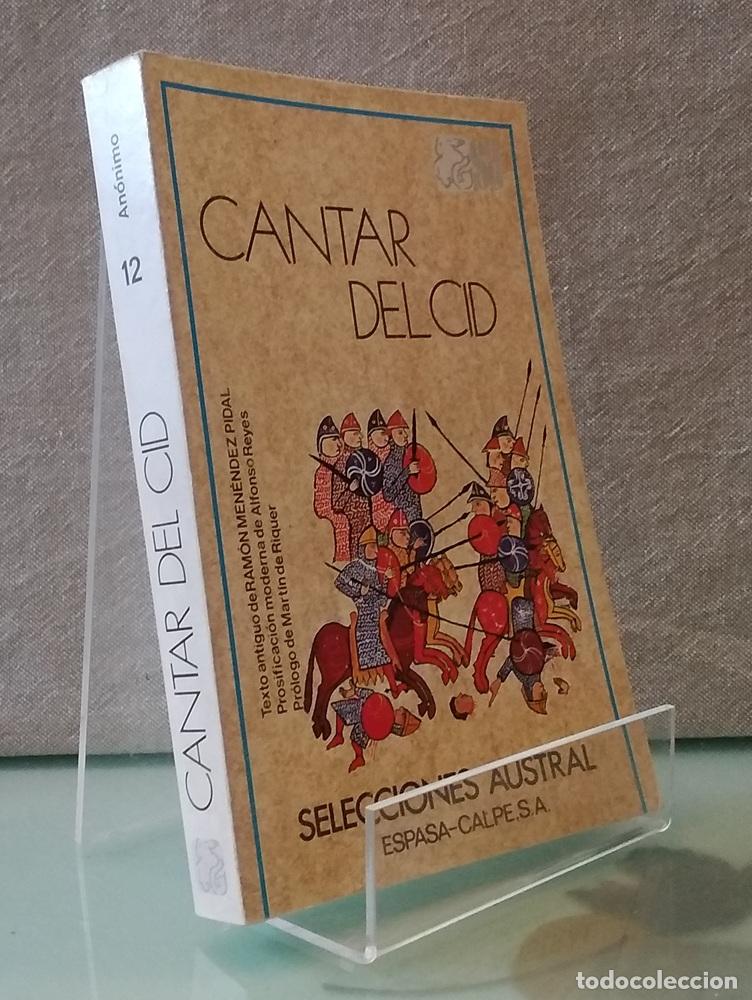 Anónimo
12
CANTAR DEL CID
CANTAR
DEL CID
Texto antiguo de RAMÓN MENÉNDEZ PIDAL
Prosificación moderna de Alfonso Reyes
Prólogo de Martín de Riquer
SELECCIONES AUSTRAL
ESPASA-CALPE, S.A.
todocoleccion